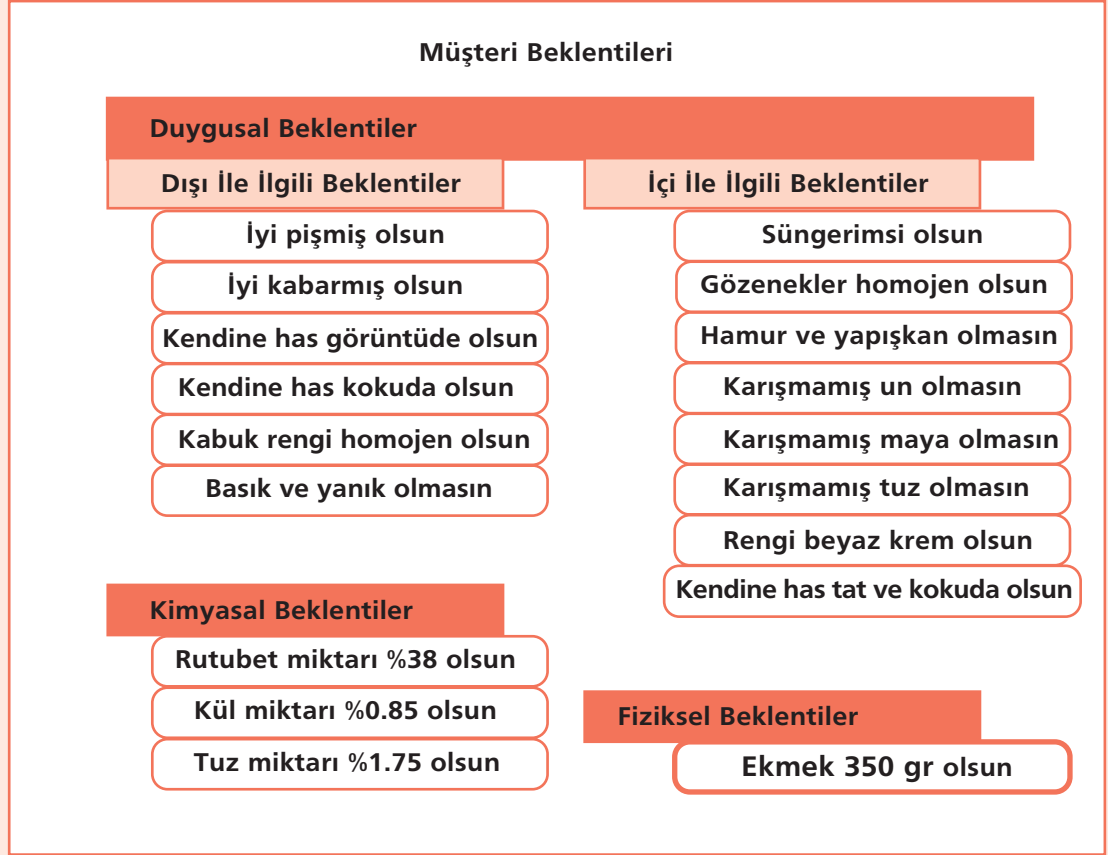 Müşteri Beklentileri
Duygusal Beklentiler
Dışı İle İlgili Beklentiler
İyi pişmiş olsun
İyi kabarmış olsun
Kendine has görüntüde olsun
Kendine has kokuda olsun
Kabuk rengi homojen olsun
Basık ve yanık olmasın
İçi İle İlgili Beklentiler
Süngerimsi olsun
Gözenekler homojen olsun
Hamur ve yapışkan olmasın
Karışmamış un olmasın
Karışmamış maya olmasın
Karışmamış tuz olmasın
Rengi beyaz krem olsun
Kendine has tat ve kokuda olsun
Kimyasal Beklentiler
Rutubet miktarı %38 olsun
Kül miktarı %0.85 olsun
Tuz miktarı %1.75 olsun
Fiziksel Beklentiler
Ekmek 350 gr olsun